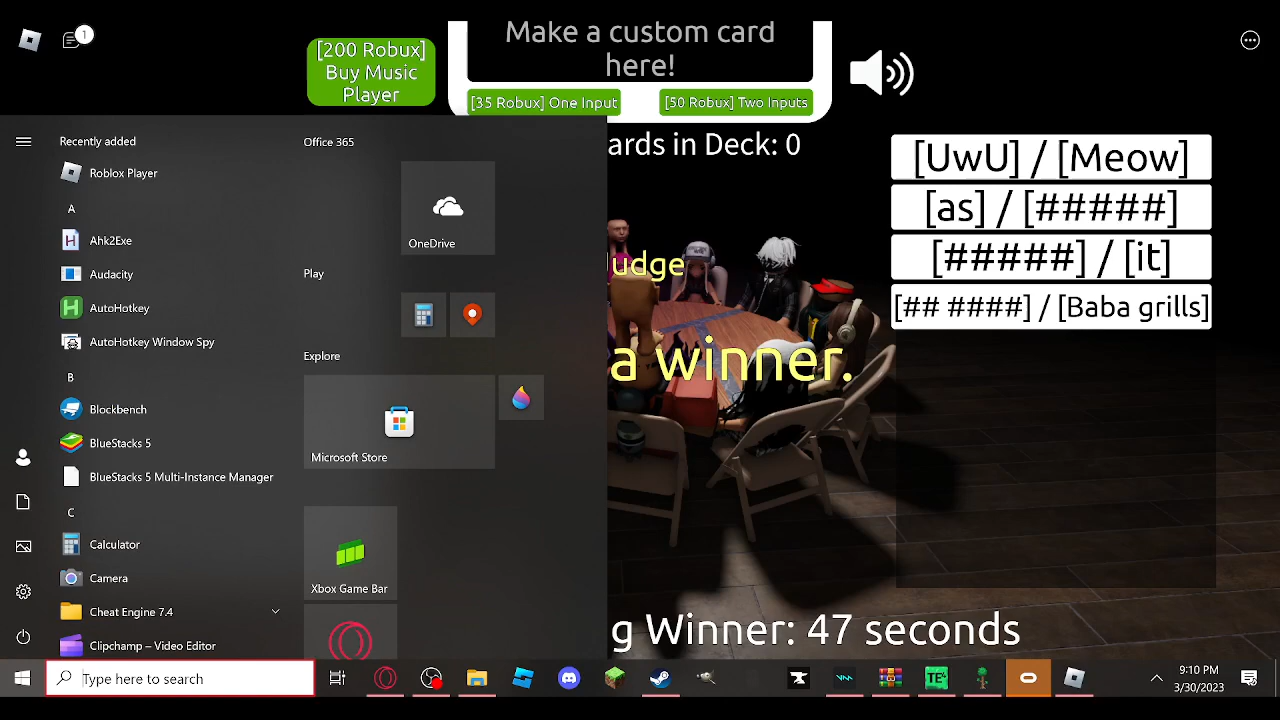 1
[200 Robux]
Buy Music
Player
Make a custom card
here!
[35 Robux] One Input
[50 Robux] Two Inputs
ards in Deck: 0
[UwU] / [Meow]
[as] / [#####]
[#####] / [it]
[## ####] / [Baba grills]
udge
a winner.
g Winner: 47 seconds
Recently added
Roblox Player
A
Ahk2Exe
Audacity
AutoHotkey
AutoHotkey Window Spy
B
Blockbench
BlueStacks 5
BlueStacks 5 Multi-Instance Manager
C
Calculator
Camera
Cheat Engine 7.4
Clipchamp – Video Editor
Office 365
OneDrive
Play
Explore
Microsoft Store
Xbox Game Bar
Type here to search
TE
9:10 PM
3/30/2023